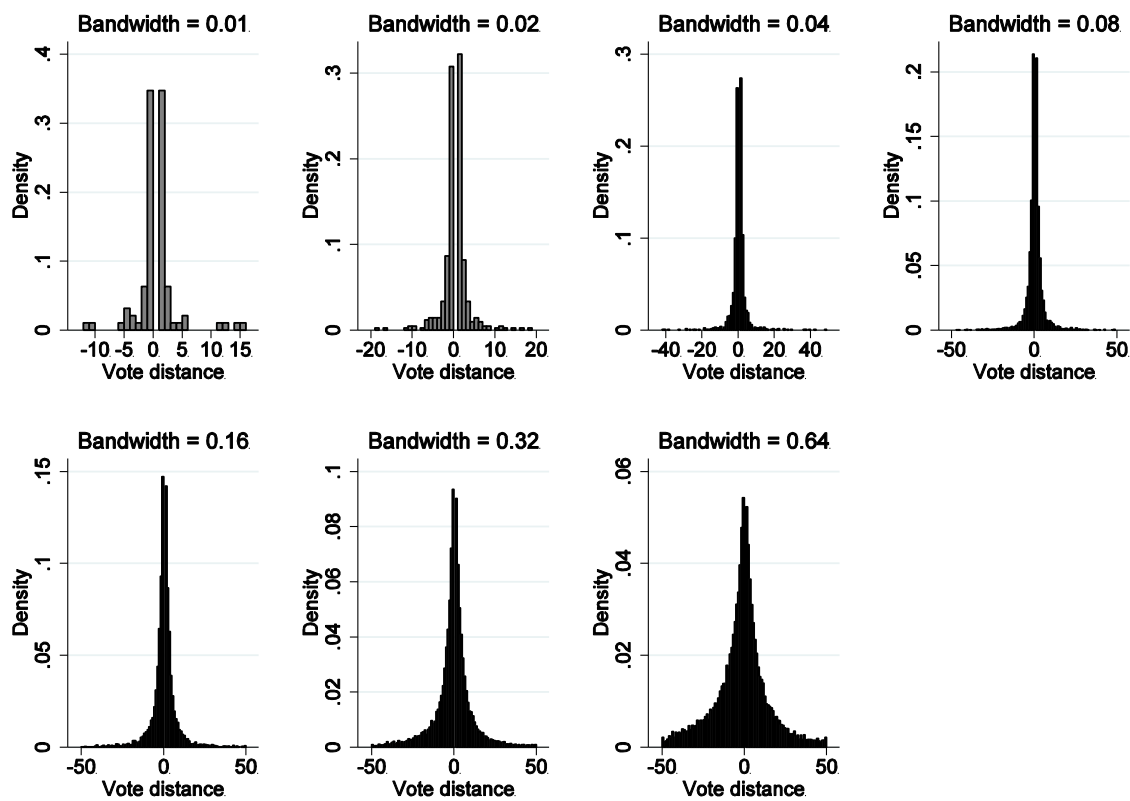 Bandwidth = 0.01
.4
.3
.2
.1
0
Density
-10 -5 0 5 10 15
Vote distance
Bandwidth = 0.02
.3
.2
.1
0
Density
-20 -10 0 10 20
Vote distance
Bandwidth = 0.04
.3
.2
.1
0
Density
-40 -20 0 20 40
Vote distance
Bandwidth = 0.08
.2
.15
.1
.05
0
Density
-50 0 50
Vote distance
Bandwidth = 0.16
.15
.1
.05
0
Density
-50 0 50
Vote distance
Bandwidth = 0.32
.1
.08
.06
.04
.02
0
Density
-50 0 50
Vote distance
Bandwidth = 0.64
.06
.04
.02
0
Density
-50 0 50
Vote distance